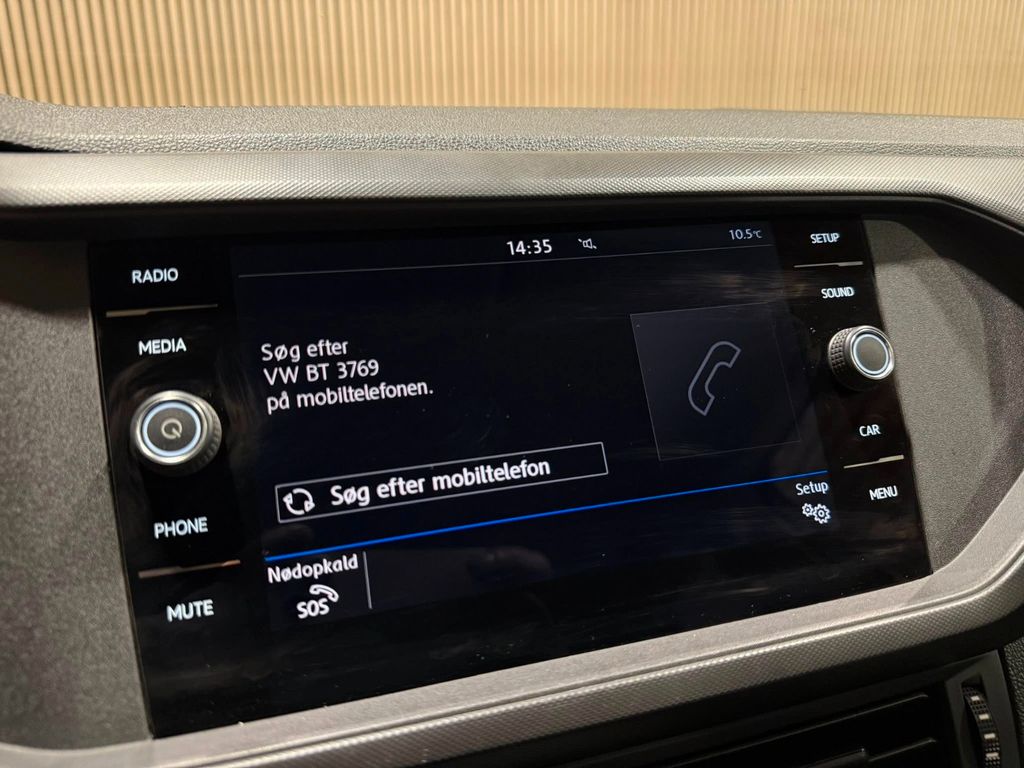 14:35
10.5°C
RADIO
MEDIA
PHONE
MUTE
Søg efter
VW BT 3769
på mobiltelefonen.
Søg efter mobiltelefon
Setup
Nødopkald
SOS
SETUP
SOUND
CAR
MENU